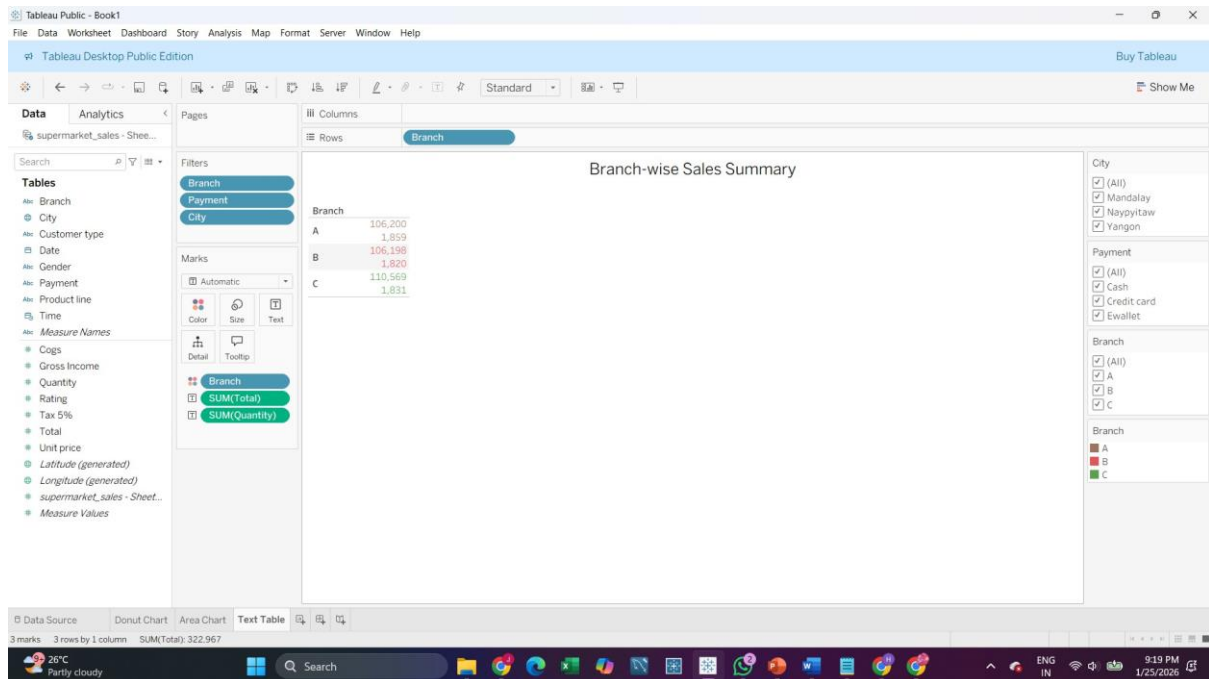 Tableau Public - Book1
File Data Worksheet Dashboard Story Analysis Map Format Server Window Help
Tableau Desktop Public Edition
Buy Tableau
Standard
Show Me
Data Analytics
supermarket_sales - Shee...
Search
Tables
Abc Branch
City
Abc Customer type
Date
Abc Gender
Abc Payment
Abc Product line
Time
Abc Measure Names
Cogs
Gross Income
Quantity
Rating
Tax 5%
Total
Unit price
Latitude (generated)
Longitude (generated)
supermarket_sales - Sheet...
Measure Values
Pages
Filters
Branch
Payment
City
Marks
Automatic
Color Size Text
Detail Tooltip
Branch
SUM(Total)
SUM(Quantity)
Columns
Rows Branch
Branch-wise Sales Summary
Branch
A 106,200
1,859
B 106,198
1,820
C 110,569
1,831
City
(All)
Mandalay
Naypyitaw
Yangon
Payment
(All)
Cash
Credit card
Ewallet
Branch
(All)
A
B
C
Branch
A
B
C
Data Source Donut Chart Area Chart Text Table
3 marks 3 rows by 1 column SUM(Total): 322,967
26°C
Partly cloudy
Search
ENG
IN
9:19 PM
1/25/2026